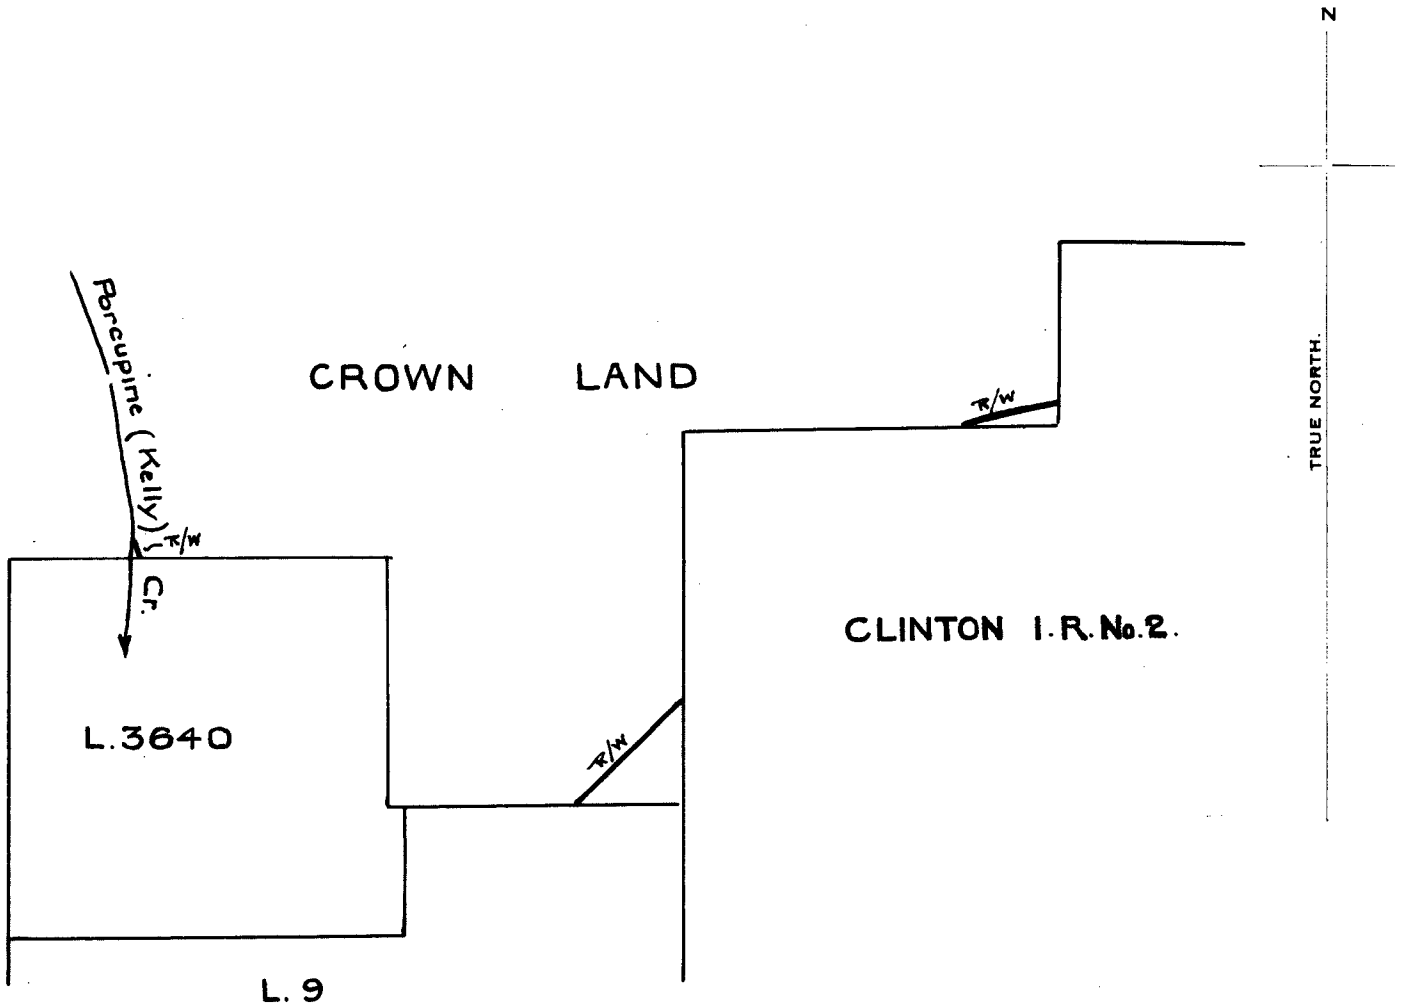 N
TRUE NORTH.
CROWN LAND
Porcupine (Kelly) Cr.
R/W
R/W
R/W
CLINTON I.R. No. 2.
L. 3640
L. 9